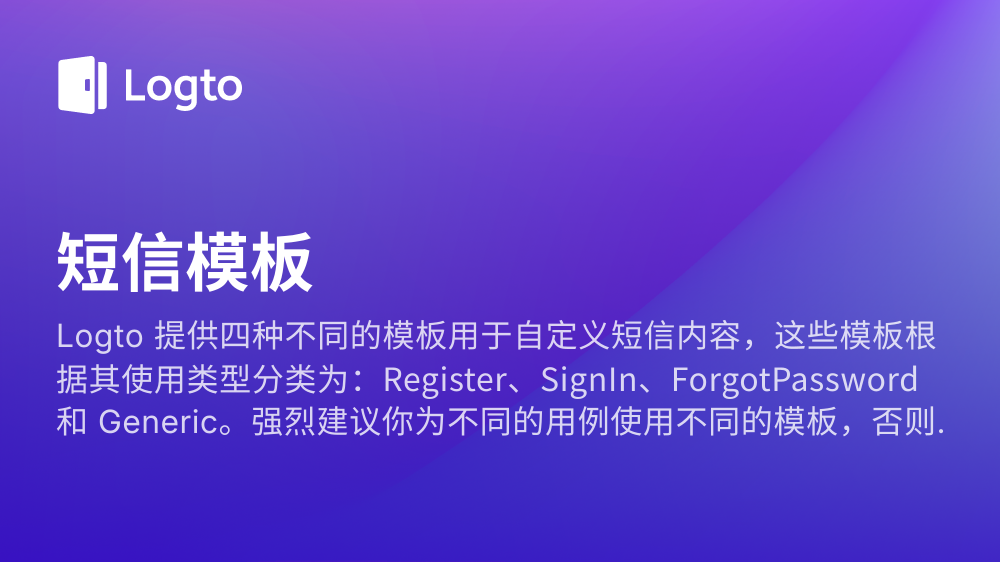 Logto
短信模板
Logto 提供四种不同的模板用于自定义短信内容，这些模板根
据其使用类型分类为：Register、SignIn、ForgotPassword
和 Generic。强烈建议你为不同的用例使用不同的模板，否则.